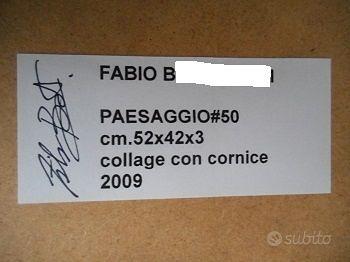 FABIO B
PAESAGGIO#50
cm.52x42x3
collage con cornice
2009
subito